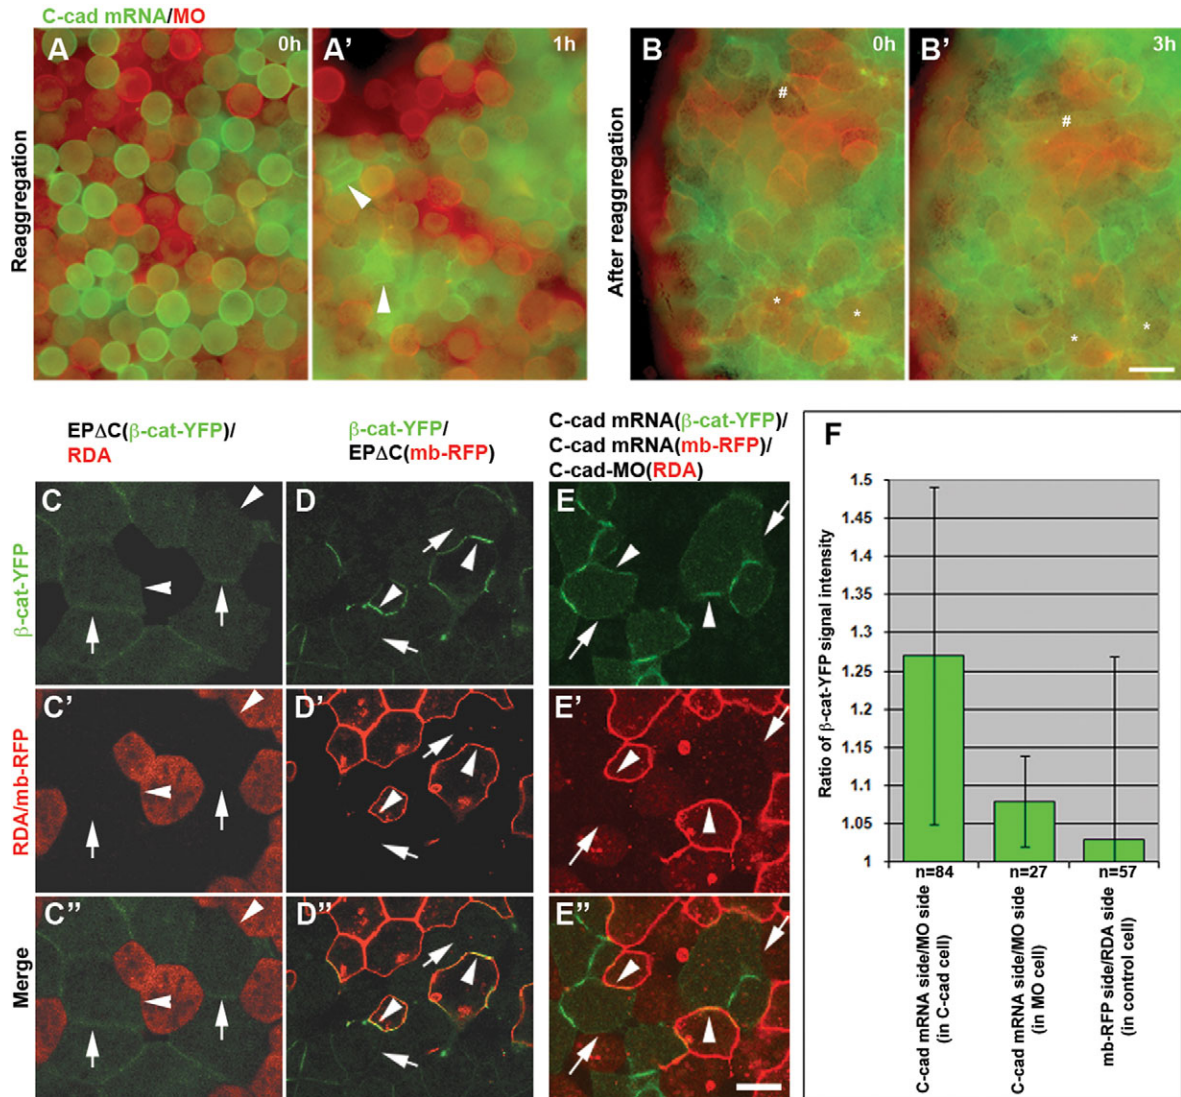 C-cad mRNA/MO
Reaggregation
A
0h
A'
1h
After reaggregation
B
0h
#
*
*
B'
3h
#
*
*
EPΔC(β-cat-YFP)/
RDA
β-cat-YFP/
EPΔC(mb-RFP)
C-cad mRNA(β-cat-YFP)/
C-cad mRNA(mb-RFP)/
C-cad-MO(RDA)
β-cat-YFP
C
D
E
RDA/mb-RFP
C'
D'
E'
Merge
C"
D"
E"
F
Ratio of β-cat-YFP signal intensity
1.5
1.45
1.4
1.35
1.3
1.25
1.2
1.15
1.1
1.05
1
n=84
n=27
n=57
C-cad mRNA side/MO side
(in C-cad cell)
C-cad mRNA side/MO side
(in MO cell)
mb-RFP side/RDA side
(in control cell)